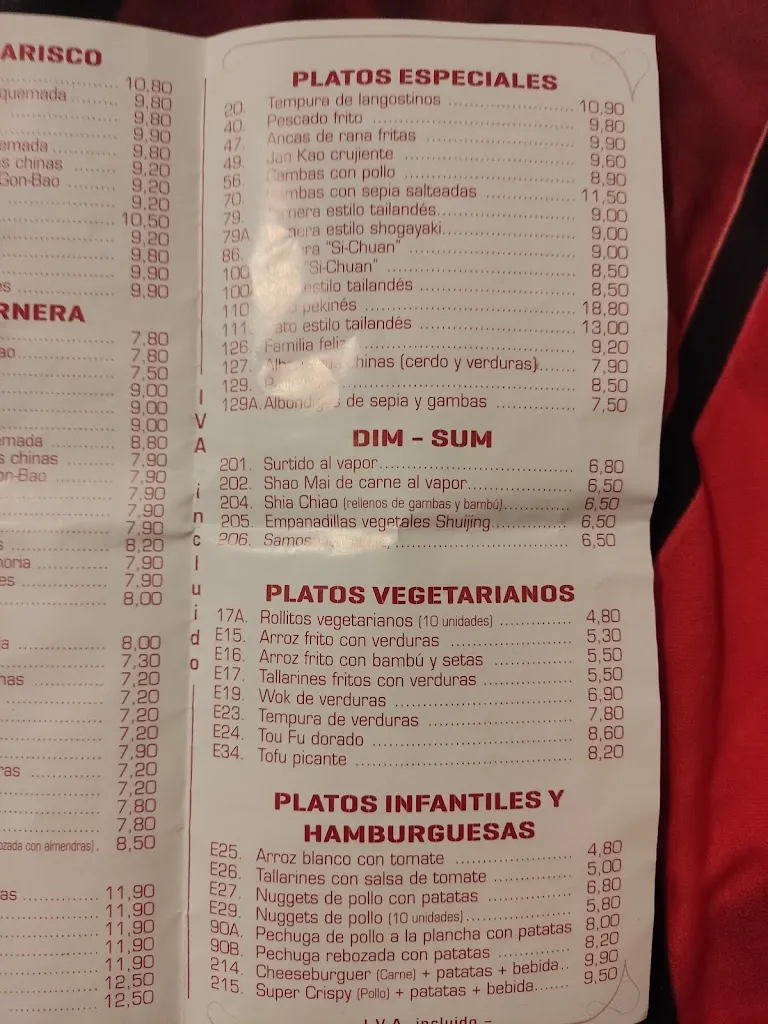 ARISCO
10,80
quemada 9,80
9,80
9,90
emada 9,80
s chinas 9,20
Gon-Bao 9,20
9,20
10,50
9,20
9,80
9,90
es 9,90
RNERA
7,80
ao 7,80
7,50
9,00
9,00
9,00
emada 8,80
s chinas 7,90
on-Bao 7,90
7,90
7,90
7,90
s 8,20
noria 7,90
es 7,90
8,00
a 8,00
7,30
nas 7,20
7,20
7,20
7,20
7,90
ras 7,20
7,20
7,80
7,80
ozada con almendras). 8,50
as 11,90
11,90
11,90
11,90
11,90
12,50
12,50
IVA incluido
PLATOS ESPECIALES
20. Tempura de langostinos 10,90
40. Pescado frito 9,80
47. Ancas de rana fritas 9,90
49. Jan Kao crujiente 9,60
56. Gambas con pollo 8,90
70. Gambas con sepia salteadas 11,50
79. nera estilo tailandés 9,00
79A nera estilo shogayaki 9,00
86. ra "Si-Chuan" 9,00
100 "Si-Chuan" 8,50
100 estilo tailandés 8,50
110 pekinés 18,80
111. ato estilo tailandés 13,00
126. Familia feliz 9,20
127. chinas (cerdo y verduras) 7,90
129. 8,50
129A. Albóndigas de sepia y gambas 7,50
DIM - SUM
201. Surtido al vapor 6,80
202. Shao Mai de carne al vapor 6,50
204. Shia Chiao (rellenos de gambas y bambú) 6,50
205. Empanadillas vegetales Shuijing 6,50
206. Samos 6,50
PLATOS VEGETARIANOS
17A. Rollitos vegetarianos (10 unidades) 4,80
E15. Arroz frito con verduras 5,30
E16. Arroz frito con bambú y setas 5,50
E17. Tallarines fritos con verduras 5,50
E19. Wok de verduras 6,90
E23. Tempura de verduras 7,80
E24. Tou Fu dorado 8,60
E34. Tofu picante 8,20
PLATOS INFANTILES Y
HAMBURGUESAS
E25. Arroz blanco con tomate 4,80
E26. Tallarines con salsa de tomate 5,00
E27. Nuggets de pollo con patatas 6,80
E29. Nuggets de pollo (10 unidades) 5,80
90A. Pechuga de pollo a la plancha con patatas 8,00
90B. Pechuga rebozada con patatas 8,20
214. Cheeseburguer (Carne) + patatas + bebida 9,90
215. Super Crispy (Pollo) + patatas + bebida 9,50
I.V.A. incluido -